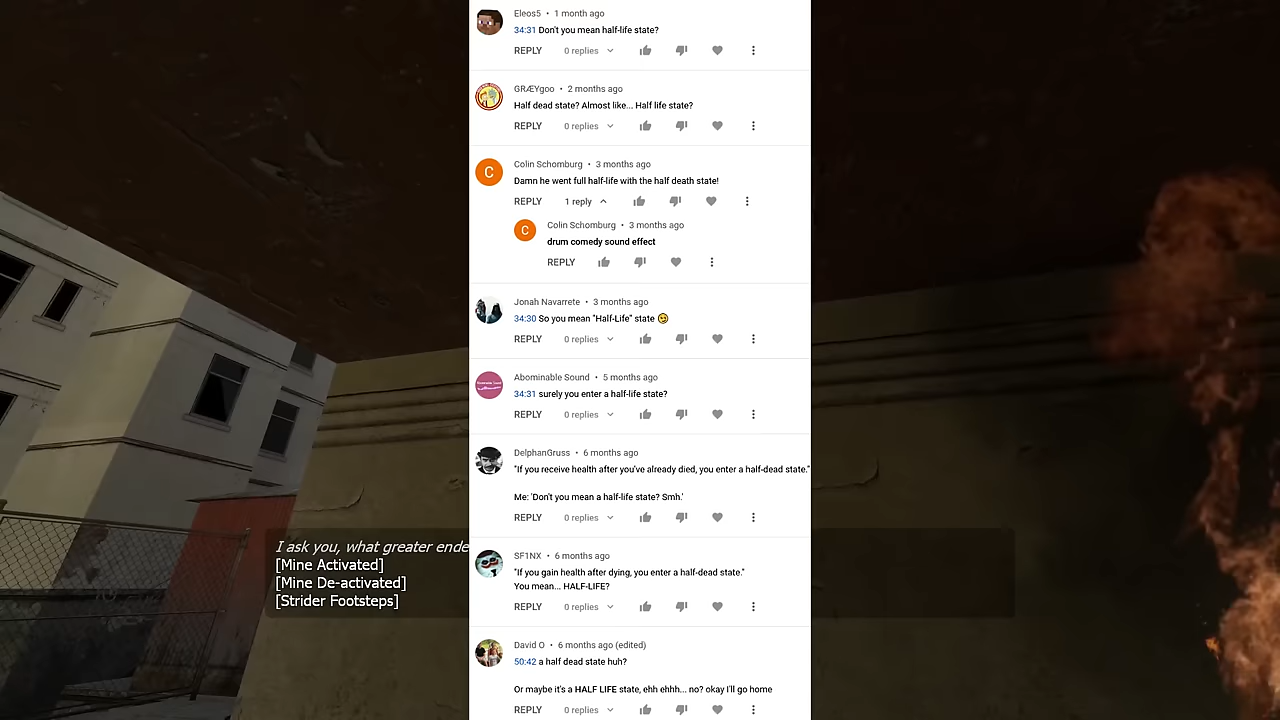 Eleos5 • 1 month ago
34:31 Don't you mean half-life state?
REPLY 0 replies
GRÆYgoo • 2 months ago
Half dead state? Almost like... Half life state?
REPLY 0 replies
C
Colin Schomburg • 3 months ago
Damn he went full half-life with the half death state!
REPLY 1 reply
C
Colin Schomburg • 3 months ago
drum comedy sound effect
REPLY
Jonah Navarrete • 3 months ago
34:30 So you mean "Half-Life" state 😏
REPLY 0 replies
Abominable Sound • 5 months ago
34:31 surely you enter a half-life state?
REPLY 0 replies
DelphanGruss • 6 months ago
"If you receive health after you've already died, you enter a half-dead state."
Me: 'Don't you mean a half-life state? Smh.'
REPLY 0 replies
SF1NX • 6 months ago
"If you gain health after dying, you enter a half-dead state."
You mean... HALF-LIFE?
REPLY 0 replies
David O • 6 months ago (edited)
50:42 a half dead state huh?
Or maybe it's a HALF LIFE state, ehh ehhh... no? okay I'll go home
REPLY 0 replies
I ask you, what greater ende
[Mine Activated]
[Mine De-activated]
[Strider Footsteps]